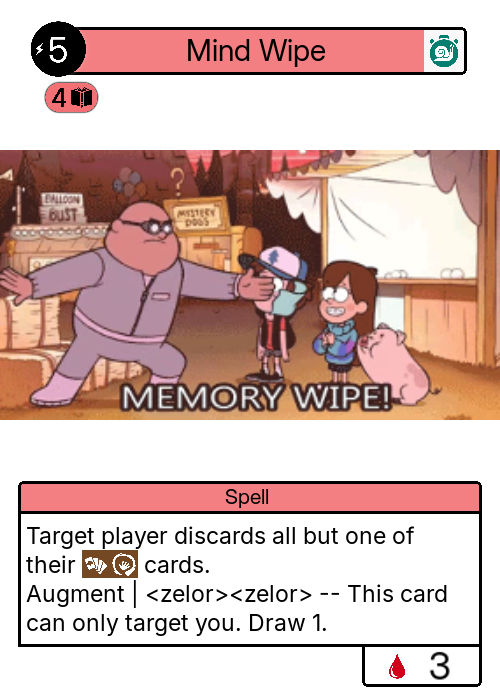 5
Mind Wipe
4
BALLOON
BUST
?
MYSTERY
DOGS
MEMORY WIPE!
Spell
Target player discards all but one of
their cards.
Augment | <zelor><zelor> -- This card
can only target you. Draw 1.
3